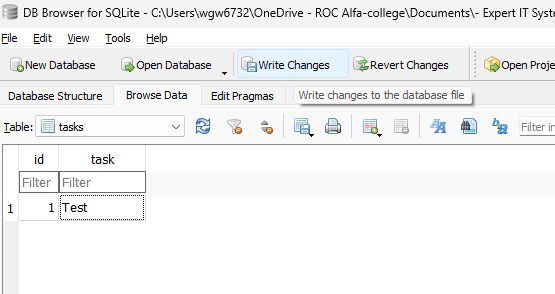 DB Browser for SQLite - C:\Users\wgw6732\OneDrive - ROC Alfa-college\Documents\- Expert IT Syste
File Edit View Tools Help
New Database Open Database Write Changes Revert Changes Open Proje
Database Structure Browse Data Edit Pragmas Write changes to the database file
Table: tasks Filter in
id task
Filter Filter
1 1 Test